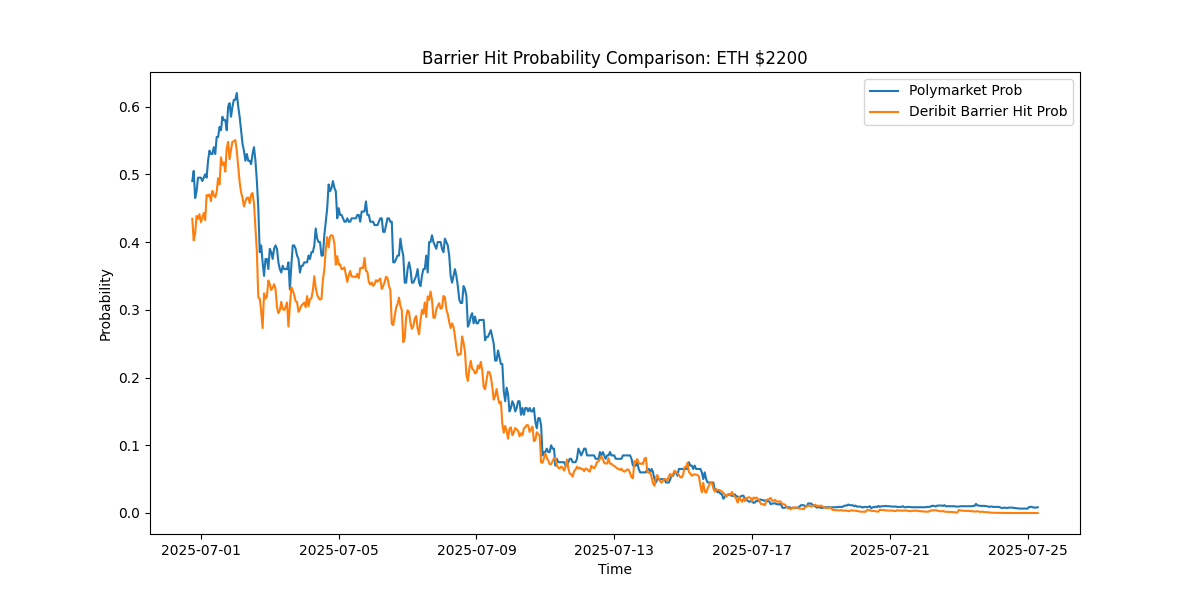 Barrier Hit Probability Comparison: ETH $2200
Polymarket Prob
Deribit Barrier Hit Prob
Probability
0.6
0.5
0.4
0.3
0.2
0.1
0.0
2025-07-01 2025-07-05 2025-07-09 2025-07-13 2025-07-17 2025-07-21 2025-07-25
Time